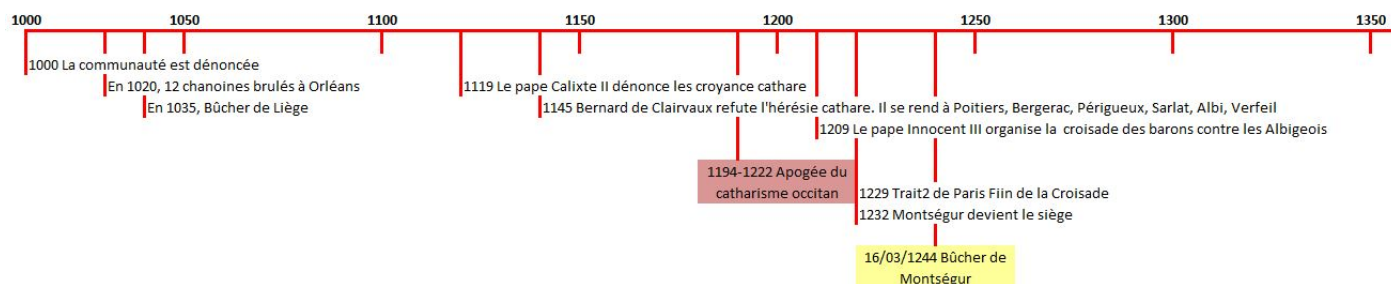 1000 1050 1100 1150 1200 1250 1300 1350
1000 La communauté est dénoncée
En 1020, 12 chanoines brulés à Orléans
1119 Le pape Calixte II dénonce les croyance cathare
En 1035, Bûcher de Liège
1145 Bernard de Clairvaux refute l'hérésie cathare. Il se rend à Poitiers, Bergerac, Périgueux, Sarlat, Albi, Verfeil
1209 Le pape Innocent III organise la croisade des barons contre les Albigeois
1194-1222 Apogée du
catharisme occitan
1229 Trait2 de Paris Fiin de la Croisade
1232 Montségur devient le siège
16/03/1244 Bûcher de
Montségur